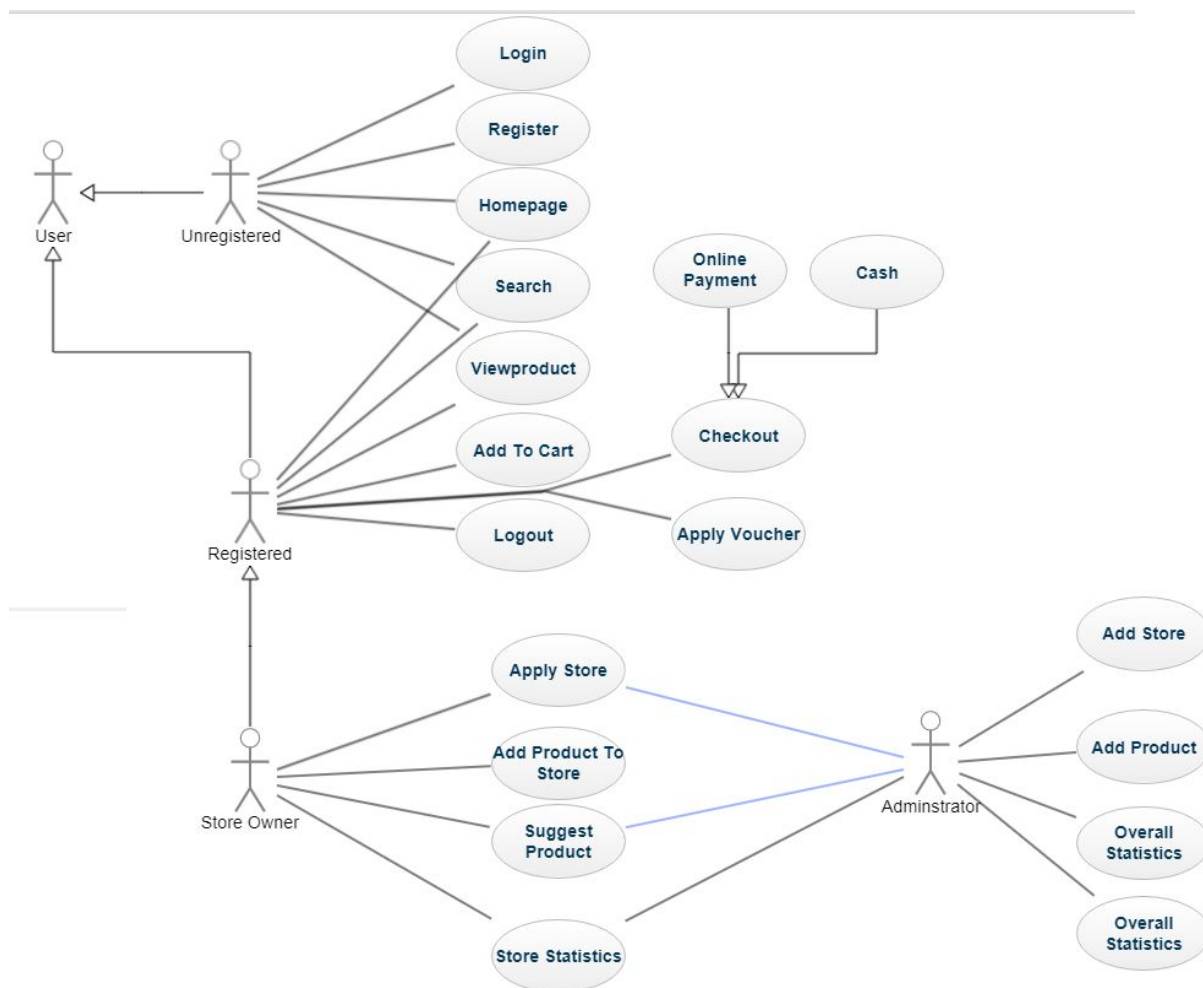 Login
Register
User
Unregistered
Homepage
Online
Payment
Cash
Search
Viewproduct
Checkout
Add To Cart
Registered
Logout
Apply Voucher
Add Store
Apply Store
Add Product To
Store
Add Product
Store Owner
Adminstrator
Suggest
Product
Overall
Statistics
Overall
Statistics
Store Statistics